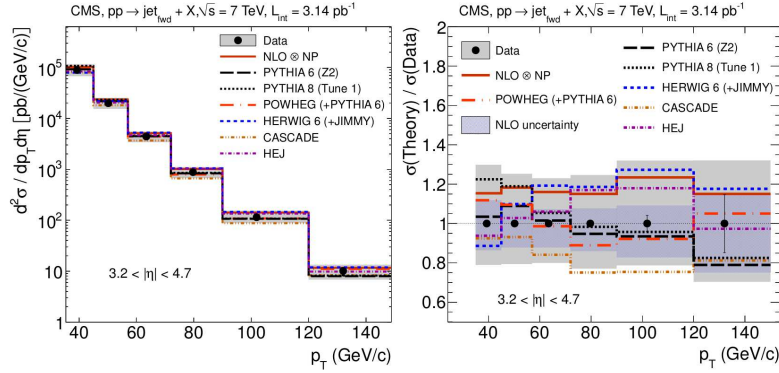 CMS, pp → jet_fwd + X, √s = 7 TeV, L_int = 3.14 pb⁻¹
d²σ / dp_T dη [pb/(GeV/c)]
10⁵
10⁴
10³
10²
10
1
Data
NLO ⊗ NP
PYTHIA 6 (Z2)
PYTHIA 8 (Tune 1)
POWHEG (+PYTHIA 6)
HERWIG 6 (+JIMMY)
CASCADE
HEJ
3.2 < |η| < 4.7
40 60 80 100 120 140
p_T (GeV/c)
CMS, pp → jet_fwd + X, √s = 7 TeV, L_int = 3.14 pb⁻¹
σ(Theory) / σ(Data)
2
1.8
1.6
1.4
1.2
1
0.8
0.6
Data
NLO ⊗ NP
POWHEG (+PYTHIA 6)
NLO uncertainty
PYTHIA 6 (Z2)
PYTHIA 8 (Tune 1)
HERWIG 6 (+JIMMY)
CASCADE
HEJ
3.2 < |η| < 4.7
40 60 80 100 120 140
p_T (GeV/c)